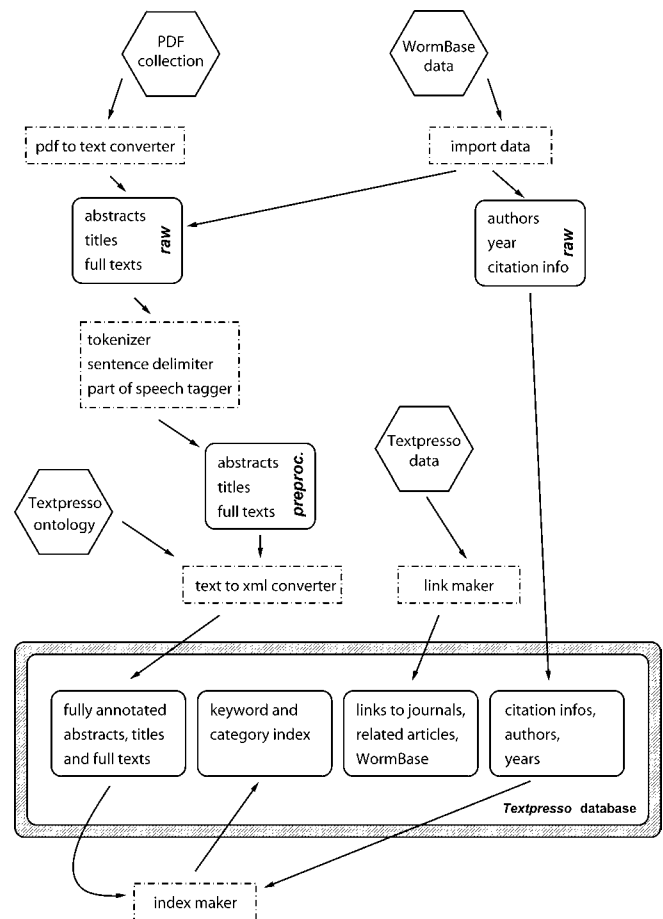 PDF
collection
WormBase
data
pdf to text converter
import data
abstracts
titles
full texts
raw
authors
year
citation info
raw
tokenizer
sentence delimiter
part of speech tagger
Textpresso
data
abstracts
titles
full texts
preproc.
Textpresso
ontology
text to xml converter
link maker
fully annotated
abstracts, titles
and full texts
keyword and
category index
links to journals,
related articles,
WormBase
citation infos,
authors,
years
Textpresso database
index maker